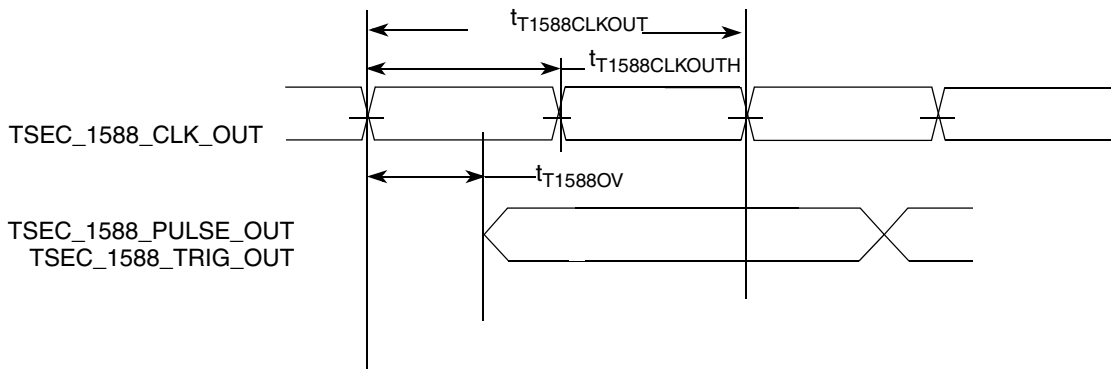 tT1588CLKOUT
tT1588CLKOUTH
TSEC_1588_CLK_OUT
tT1588OV
TSEC_1588_PULSE_OUT
TSEC_1588_TRIG_OUT